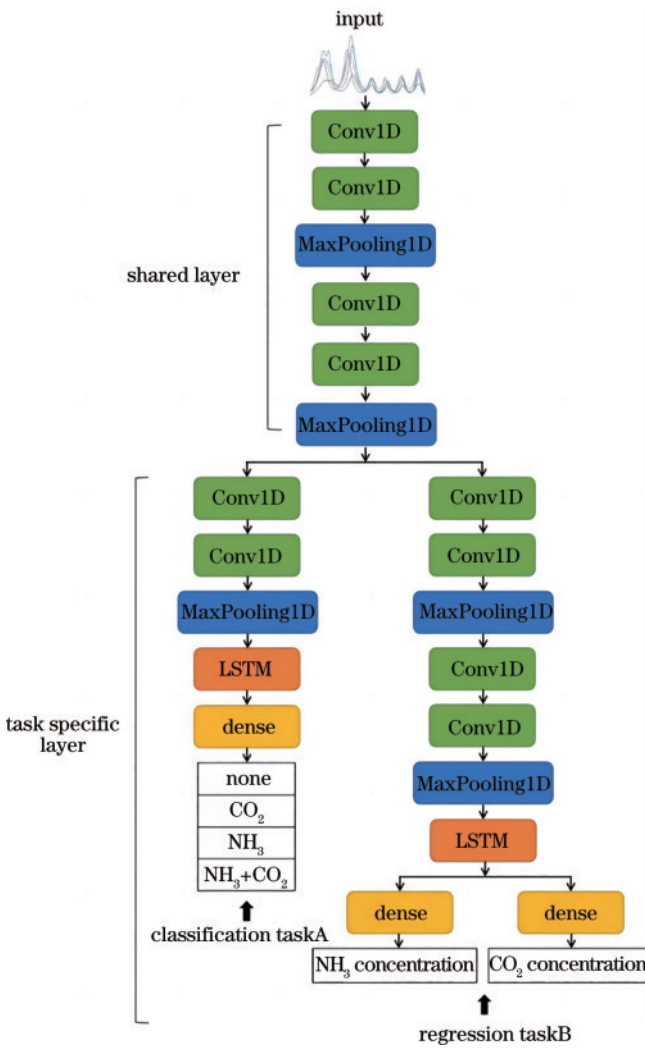 input
Conv1D
Conv1D
MaxPooling1D
shared layer
Conv1D
Conv1D
MaxPooling1D
Conv1D
Conv1D
MaxPooling1D
LSTM
dense
task specific
layer
none
CO₂
NH₃
NH₃+CO₂
classification taskA
Conv1D
Conv1D
MaxPooling1D
Conv1D
Conv1D
MaxPooling1D
LSTM
dense
dense
NH₃ concentration
CO₂ concentration
regression taskB